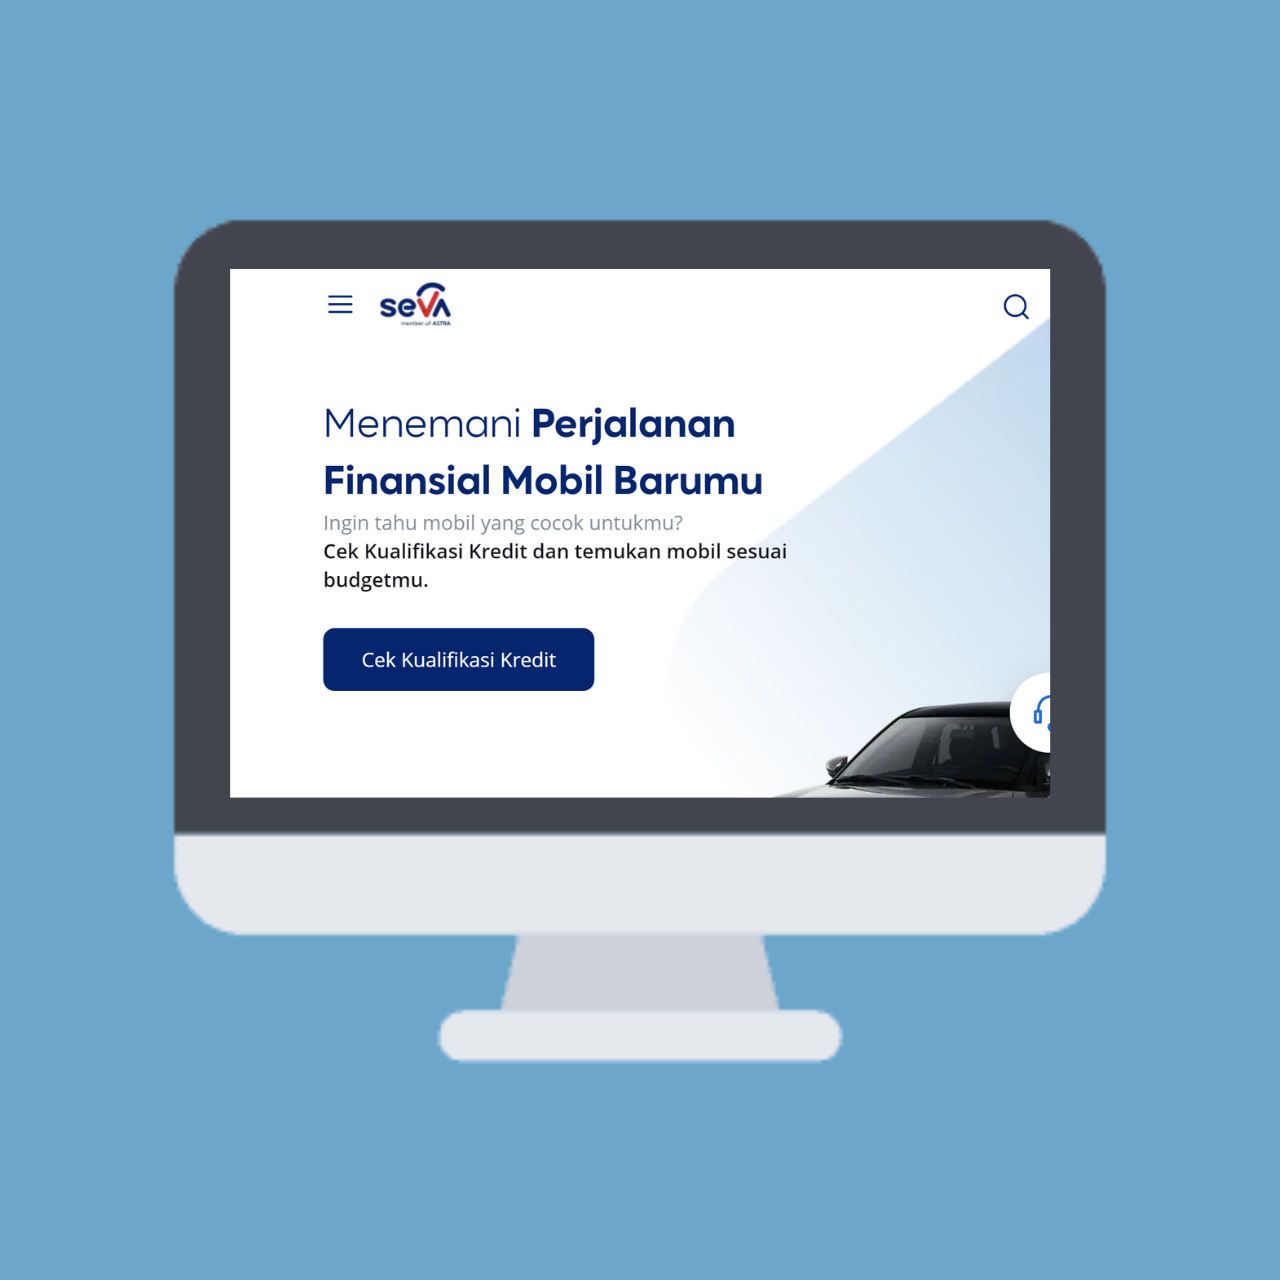 seVA
member of ASTRA
Menemani Perjalanan
Finansial Mobil Barumu
Ingin tahu mobil yang cocok untukmu?
Cek Kualifikasi Kredit dan temukan mobil sesuai
budgetmu.
Cek Kualifikasi Kredit